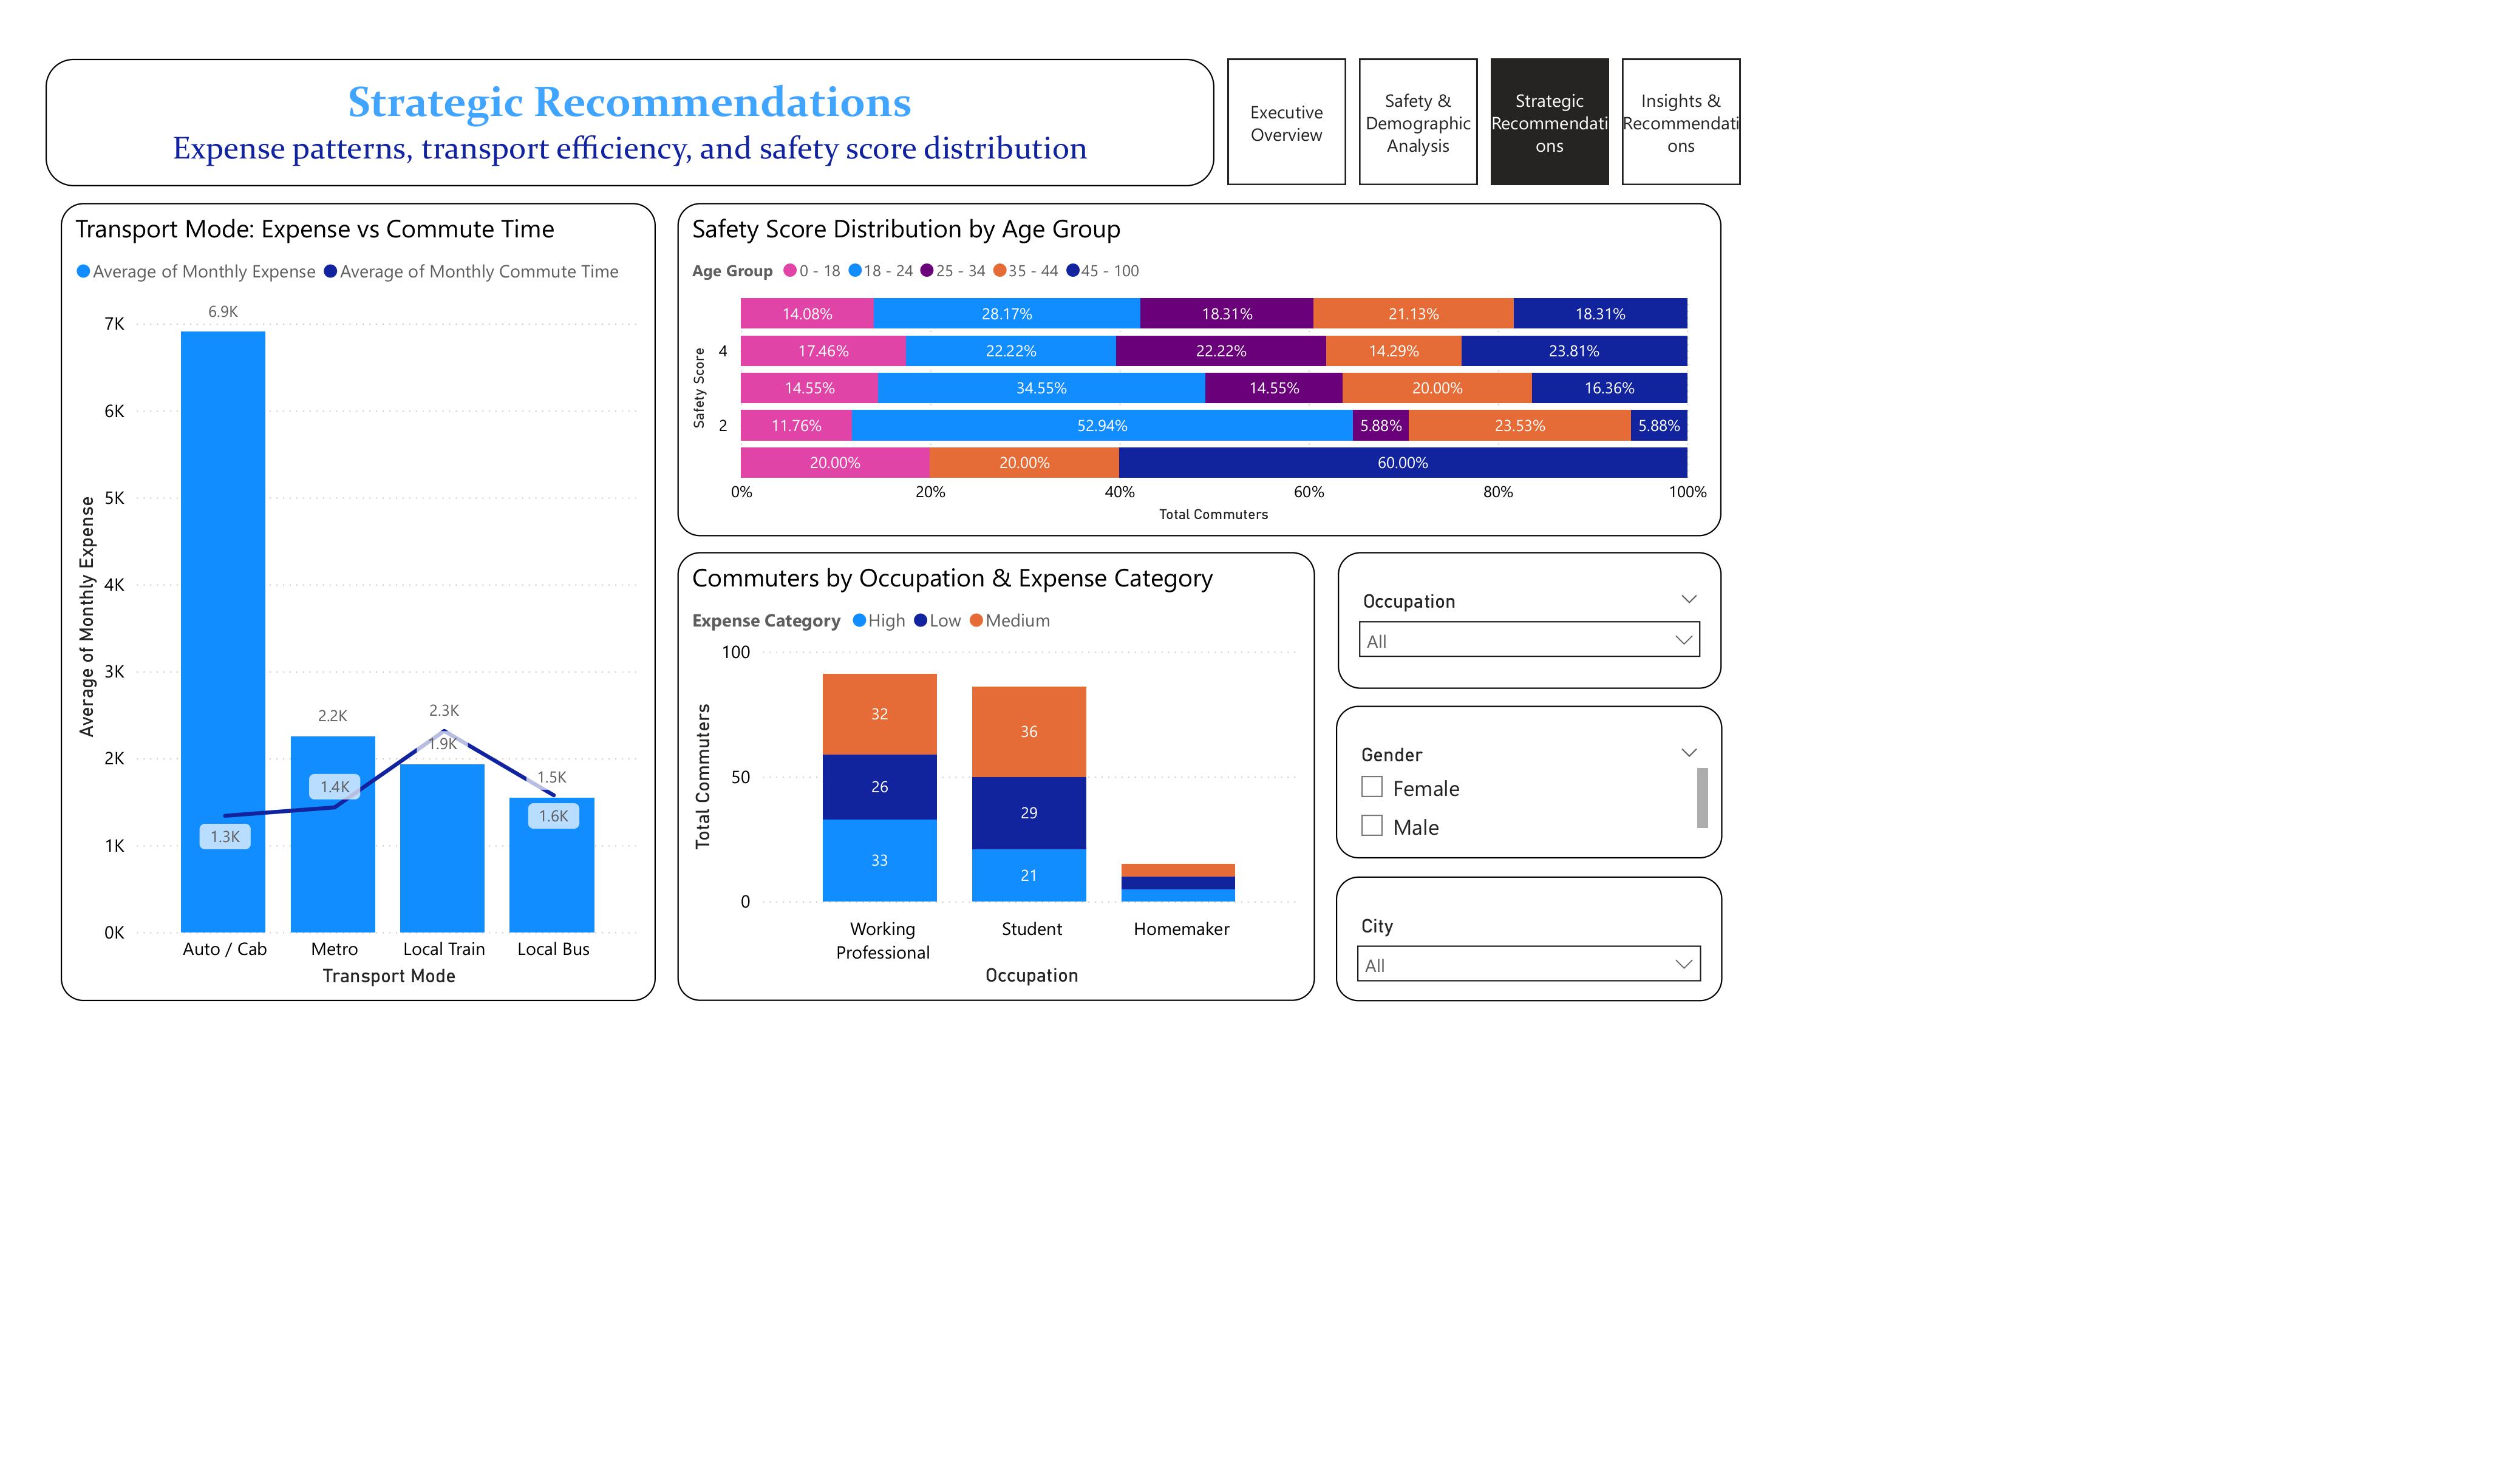 Strategic Recommendations
Expense patterns, transport efficiency, and safety score distribution
Executive
Overview
Safety &
Demographic
Analysis
Strategic
Recommendati
ons
Insights &
Recommendati
ons
Transport Mode: Expense vs Commute Time
Average of Monthly Expense Average of Monthly Commute Time
Average of Monthly Expense
7K
6K
5K
4K
3K
2K
1K
0K
6.9K
2.2K
2.3K
1.9K
1.5K
1.4K
1.6K
1.3K
Auto / Cab Metro Local Train Local Bus
Transport Mode
Safety Score Distribution by Age Group
Age Group 0 - 18 18 - 24 25 - 34 35 - 44 45 - 100
Safety Score
14.08% 28.17% 18.31% 21.13% 18.31%
4 17.46% 22.22% 22.22% 14.29% 23.81%
14.55% 34.55% 14.55% 20.00% 16.36%
2 11.76% 52.94% 5.88% 23.53% 5.88%
20.00% 20.00% 60.00%
0% 20% 40% 60% 80% 100%
Total Commuters
Commuters by Occupation & Expense Category
Expense Category High Low Medium
Total Commuters
100
50
0
32
26
33
36
29
21
Working
Professional
Student
Homemaker
Occupation
Occupation
All
Gender
Female
Male
City
All